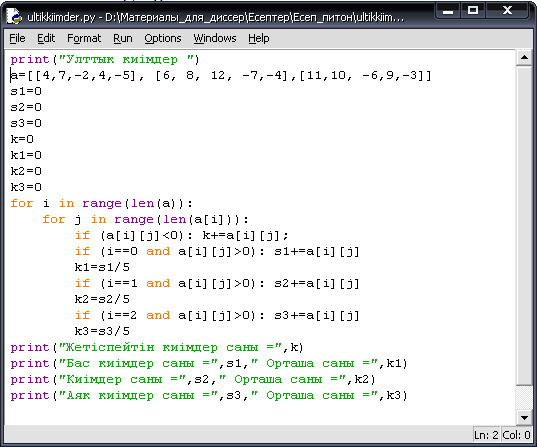 ultikkiimder.py - D:\Материалы_для_диссер\Есептер\Есеп_питон\ultikkiim...
File Edit Format Run Options Windows Help
print("Улттык киімдер ")
a=[[4,7,-2,4,-5], [6, 8, 12, -7,-4],[11,10, -6,9,-3]]
s1=0
s2=0
s3=0
k=0
k1=0
k2=0
k3=0
for i in range(len(a)):
    for j in range(len(a[i])):
        if (a[i][j]<0): k+=a[i][j];
        if (i==0 and a[i][j]>0): s1+=a[i][j]
        k1=s1/5
        if (i==1 and a[i][j]>0): s2+=a[i][j]
        k2=s2/5
        if (i==2 and a[i][j]>0): s3+=a[i][j]
        k3=s3/5
print("Жетіспейтін киімдер саны =",k)
print("Бас киімдер саны =",s1," Орташа саны =",k1)
print("Киімдер саны =",s2," Орташа саны =",k2)
print("Аяк киімдер саны =",s3," Орташа саны =",k3)
Ln: 2 Col: 0